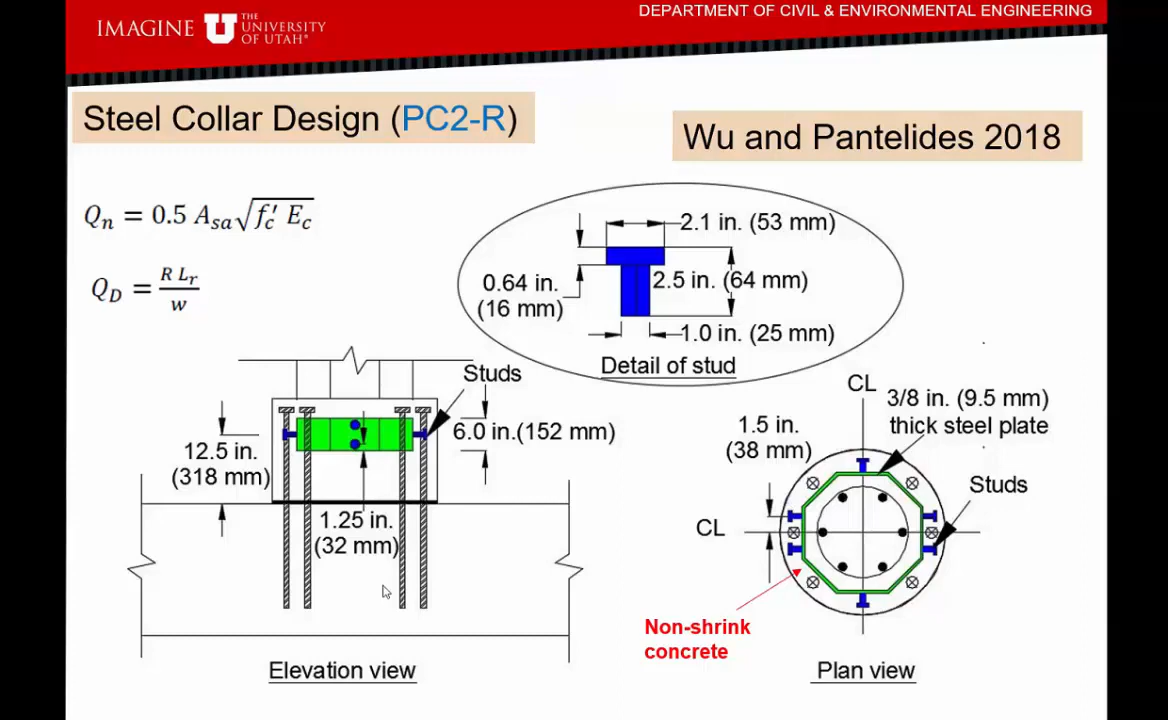 DEPARTMENT OF CIVIL & ENVIRONMENTAL ENGINEERING
IMAGINE U THE UNIVERSITY OF UTAH®
Steel Collar Design (PC2-R)
Wu and Pantelides 2018
Qₙ = 0.5 Aₛₐ√(f′c Ec)
Q_D = R Lᵣ / w
2.1 in. (53 mm)
0.64 in.
(16 mm)
2.5 in. (64 mm)
1.0 in. (25 mm)
Detail of stud
Studs
12.5 in.
(318 mm)
6.0 in.(152 mm)
1.25 in.
(32 mm)
Elevation view
CL
3/8 in. (9.5 mm)
thick steel plate
1.5 in.
(38 mm)
Studs
CL
Non-shrink
concrete
Plan view